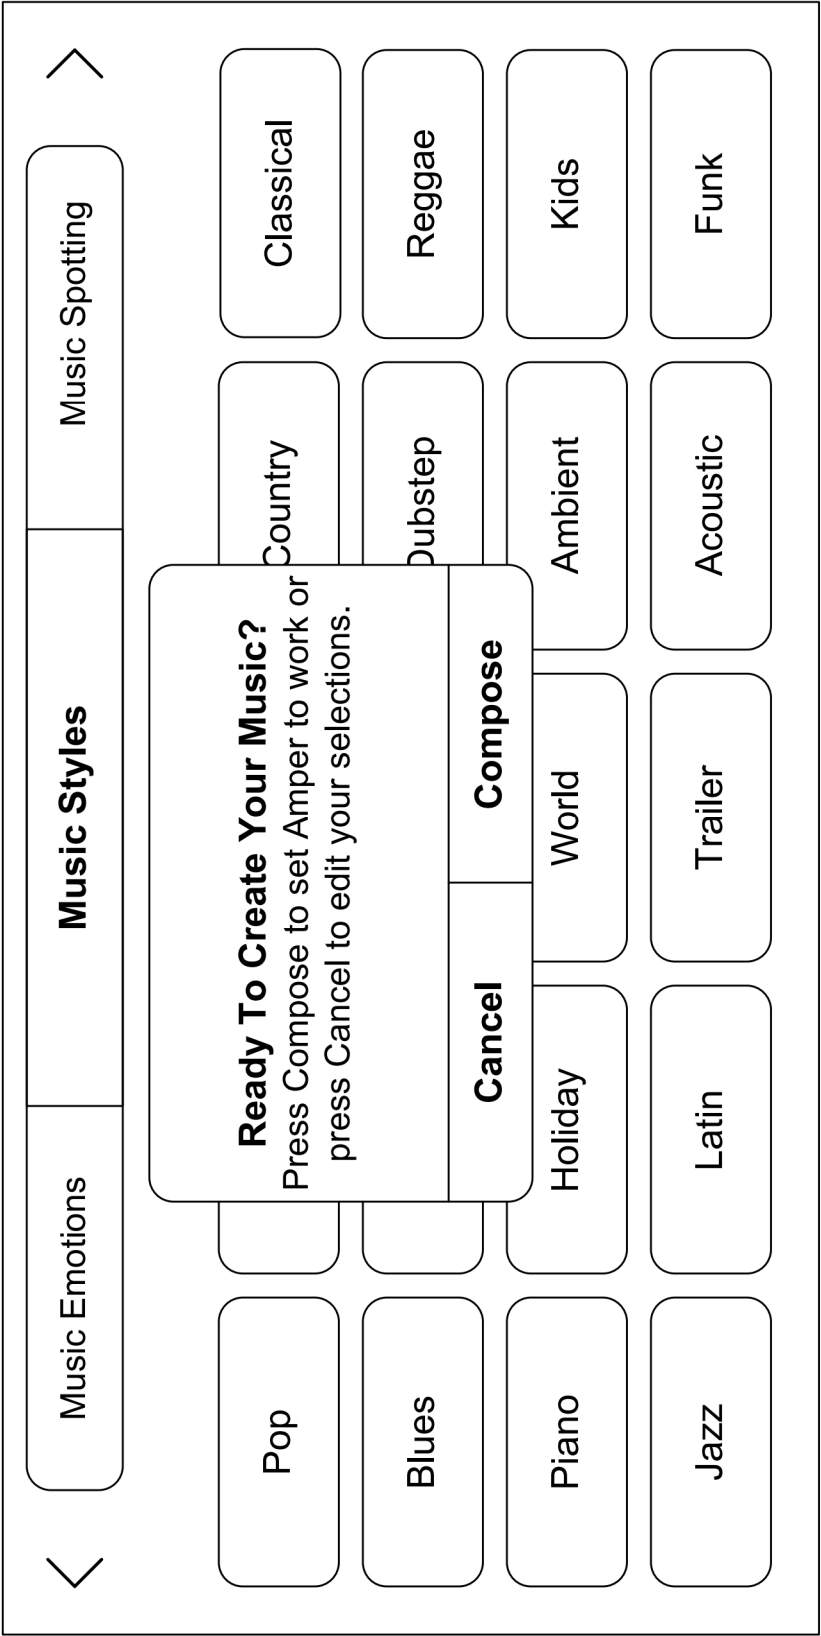 Music Emotions
Music Styles
Music Spotting
Pop
Country
Classical
Ready To Create Your Music?
Press Compose to set Amper to work or
press Cancel to edit your selections.
Cancel
Compose
Blues
Dubstep
Reggae
Piano
Holiday
World
Ambient
Kids
Jazz
Latin
Trailer
Acoustic
Funk